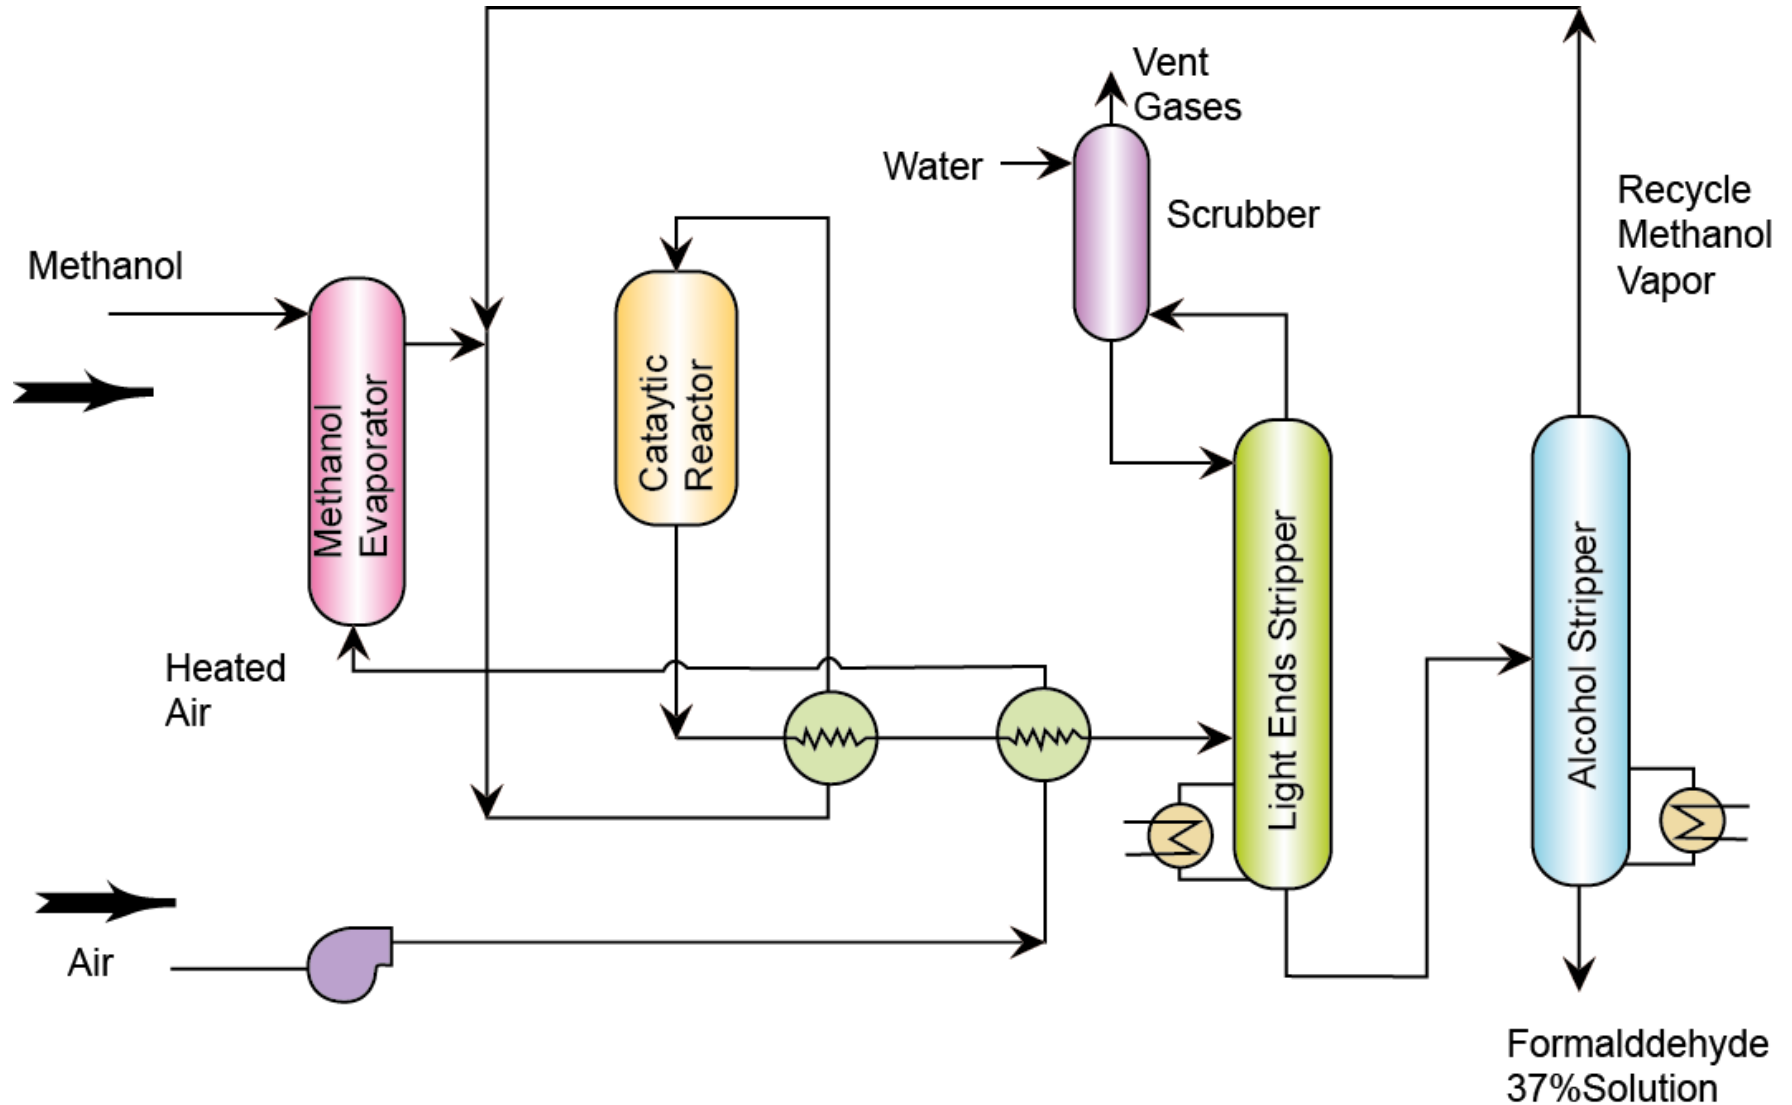 Vent
Gases
Water
Scrubber
Recycle
Methanol
Vapor
Methanol
Methanol
Evaporator
Cataytic
Reactor
Heated
Air
Light Ends Stripper
Alcohol Stripper
Air
Formalddehyde
37%Solution